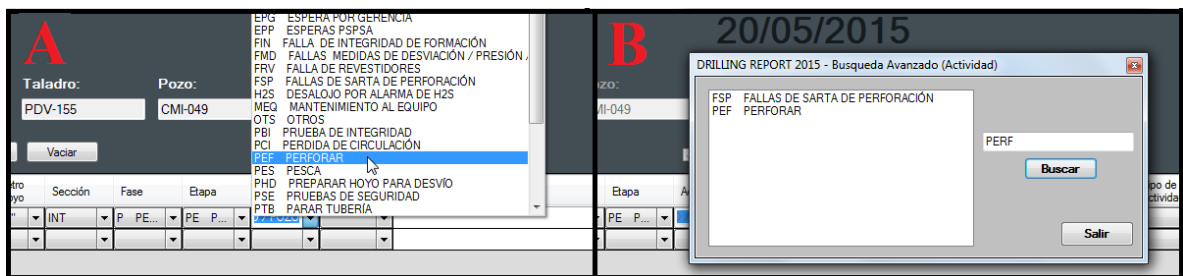 A
Taladro:
Pozo:
PDV-155
CMI-049
Vaciar
EPG ESPERA POR GERENCIA
EPP ESPERAS PSPSA
FIN FALLA DE INTEGRIDAD DE FORMACIÓN
FMD FALLAS MEDIDAS DE DESVIACIÓN / PRESIÓN /
FRV FALLA DE REVESTIDORES
FSP FALLAS DE SARTA DE PERFORACIÓN
H2S DESALOJO POR ALARMA DE H2S
MEQ MANTENIMIENTO AL EQUIPO
OTS OTROS
PBI PRUEBA DE INTEGRIDAD
PCI PERDIDA DE CIRCULACIÓN
PEF PERFORAR
PES PESCA
PHD PREPARAR HOYO PARA DESVÍO
PSE PRUEBAS DE SEGURIDAD
PTB PARAR TUBERÍA
Sección
Fase
Etapa
INT
P PE...
PE P...
B
20/05/2015
DRILLING REPORT 2015 - Busqueda Avanzado (Actividad)
FSP FALLAS DE SARTA DE PERFORACIÓN
PEF PERFORAR
PERF
Buscar
Salir
Etapa
PE P...